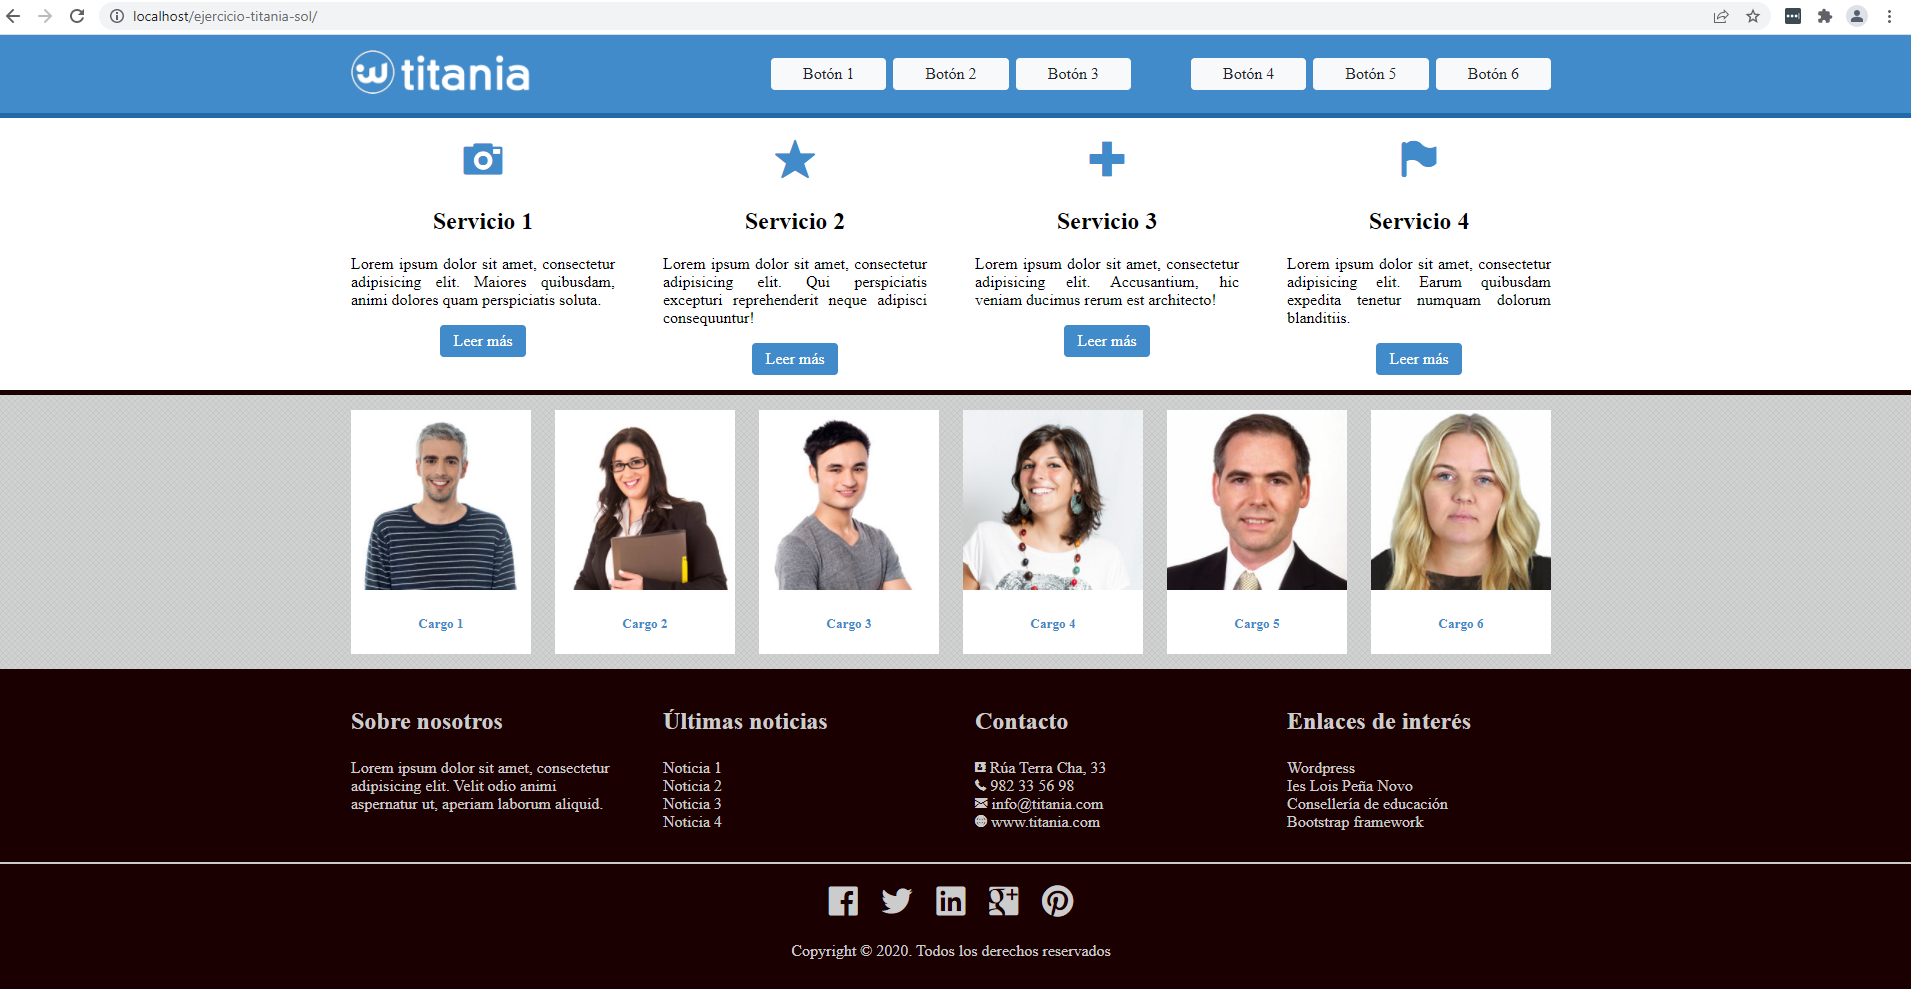 localhost/ejercicio-titania-sol/
titania
Botón 1
Botón 2
Botón 3
Botón 4
Botón 5
Botón 6
Servicio 1
Lorem ipsum dolor sit amet, consectetur
adipisicing elit. Maiores quibusdam,
animi dolores quam perspiciatis soluta.
Leer más
Servicio 2
Lorem ipsum dolor sit amet, consectetur
adipisicing elit. Qui perspiciatis
excepturi reprehenderit neque adipisci
consequuntur!
Leer más
Servicio 3
Lorem ipsum dolor sit amet, consectetur
adipisicing elit. Accusantium, hic
veniam ducimus rerum est architecto!
Leer más
Servicio 4
Lorem ipsum dolor sit amet, consectetur
adipisicing elit. Earum quibusdam
expedita tenetur numquam dolorum
blanditiis.
Leer más
Cargo 1
Cargo 2
Cargo 3
Cargo 4
Cargo 5
Cargo 6
Sobre nosotros
Lorem ipsum dolor sit amet, consectetur
adipisicing elit. Velit odio animi
aspernatur ut, aperiam laborum aliquid.
Últimas noticias
Noticia 1
Noticia 2
Noticia 3
Noticia 4
Contacto
Rúa Terra Cha, 33
982 33 56 98
info@titania.com
www.titania.com
Enlaces de interés
Wordpress
Ies Lois Peña Novo
Consellería de educación
Bootstrap framework
Copyright © 2020. Todos los derechos reservados